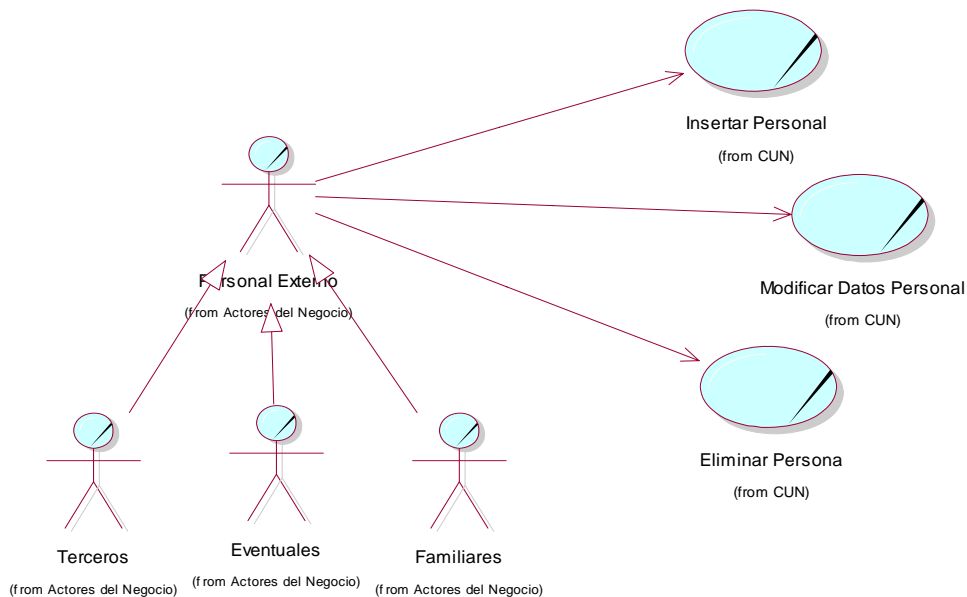 Insertar Personal
(from CUN)
Personal Externo
(from Actores del Negocio)
Modificar Datos Personal
(from CUN)
Eliminar Persona
(from CUN)
Terceros
(from Actores del Negocio)
Eventuales
(from Actores del Negocio)
Familiares
(from Actores del Negocio)